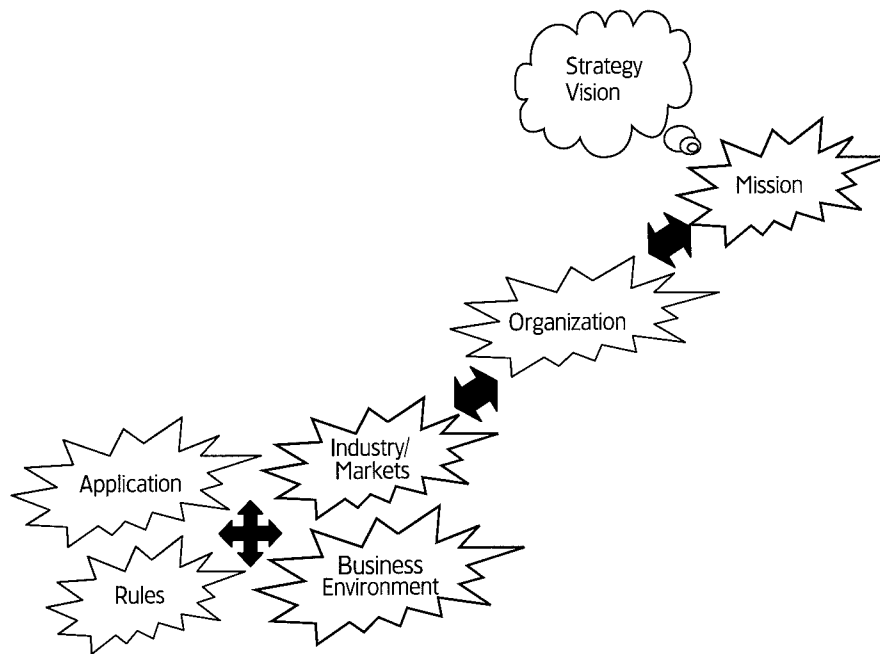 Strategy
Vision
Mission
Organization
Industry/
Markets
Application
Business
Environment
Rules